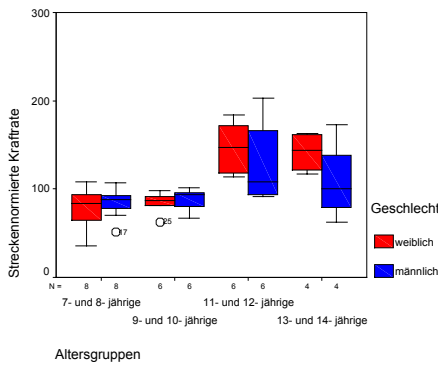 300
200
100
0
Streckennormierte Kraftrate
17
25
N =
8 8 6 6 6 6 4 4
7- und 8- jährige
11- und 12- jährige
9- und 10- jährige
13- und 14- jährige
Altersgruppen
Geschlecht
weiblich
männlich